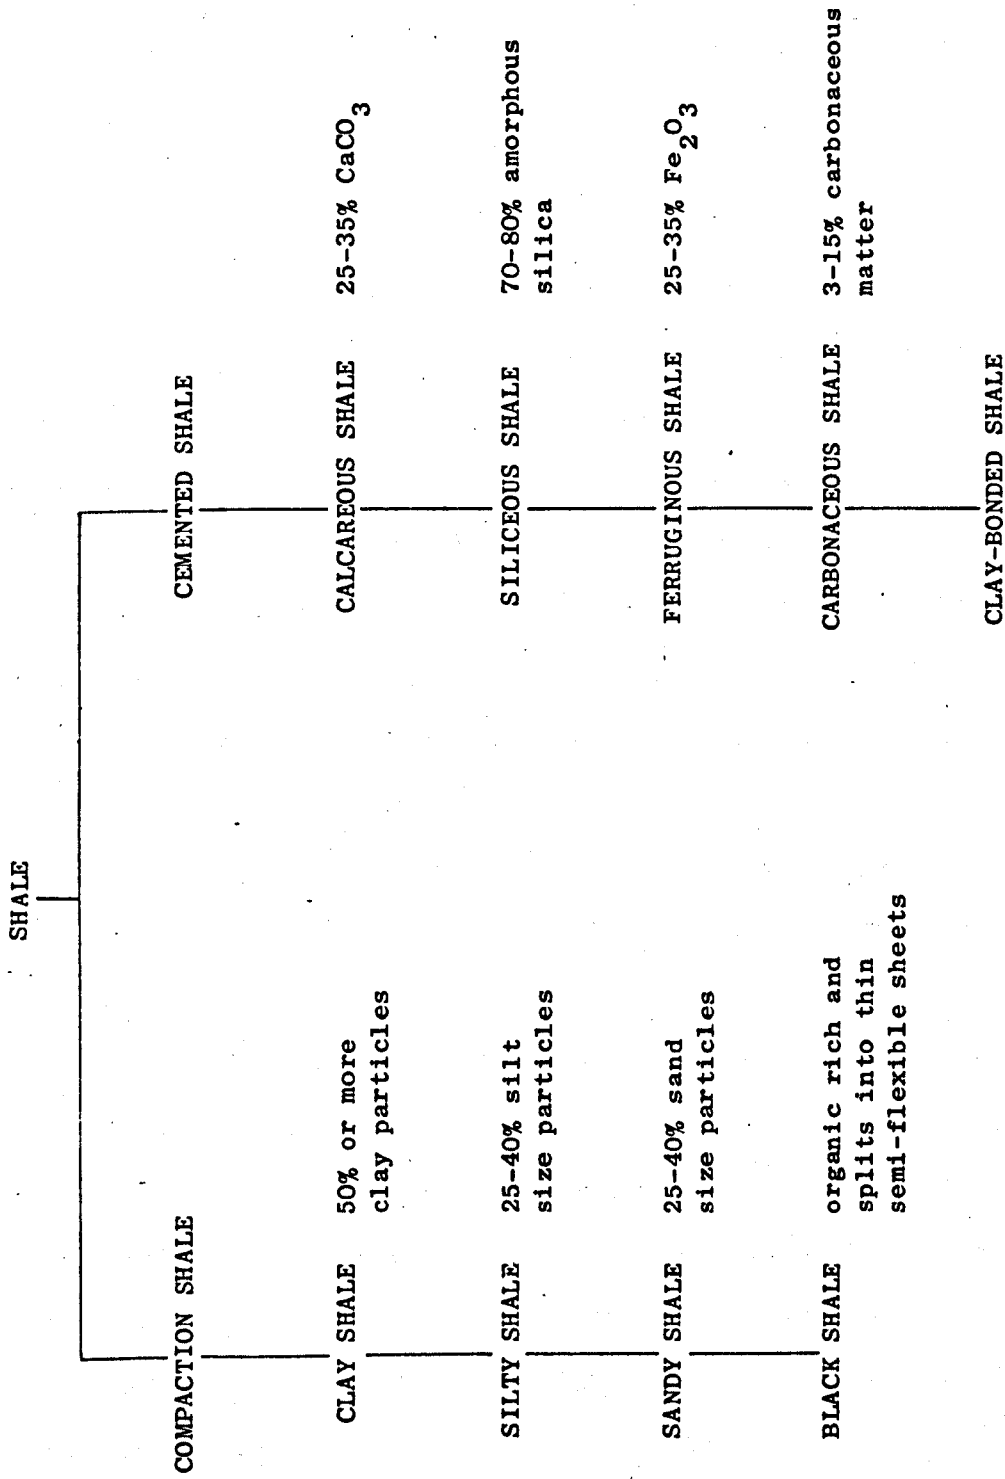 SHALE
COMPACTION SHALE
CLAY SHALE 50% or more
clay particles
SILTY SHALE 25-40% silt
size particles
SANDY SHALE 25-40% sand
size particles
BLACK SHALE organic rich and
splits into thin
semi-flexible sheets
CEMENTED SHALE
CALCAREOUS SHALE 25-35% CaCO3
SILICEOUS SHALE 70-80% amorphous
silica
FERRUGINOUS SHALE 25-35% Fe2O3
CARBONACEOUS SHALE 3-15% carbonaceous
matter
CLAY-BONDED SHALE